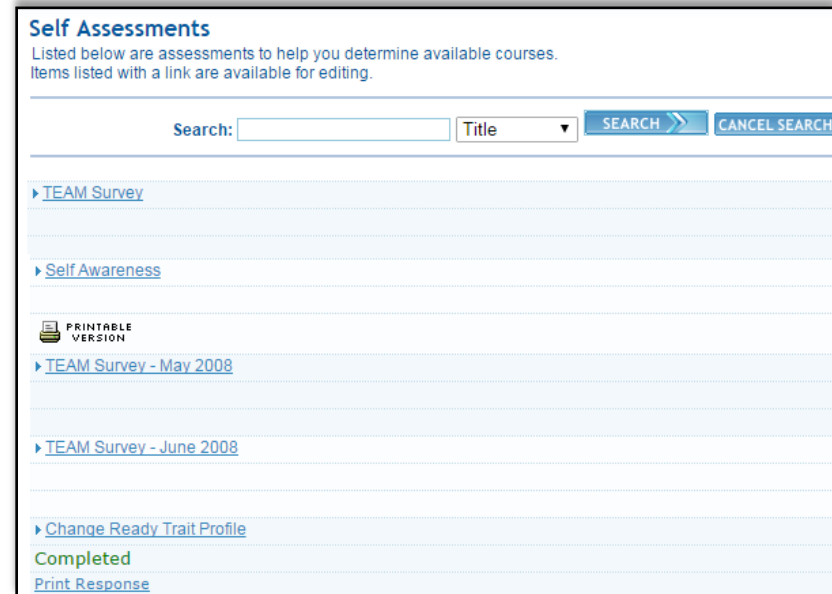 Self Assessments
Listed below are assessments to help you determine available courses.
Items listed with a link are available for editing.
Search: Title SEARCH CANCEL SEARCH
TEAM Survey
Self Awareness
PRINTABLE
VERSION
TEAM Survey - May 2008
TEAM Survey - June 2008
Change Ready Trait Profile
Completed
Print Response